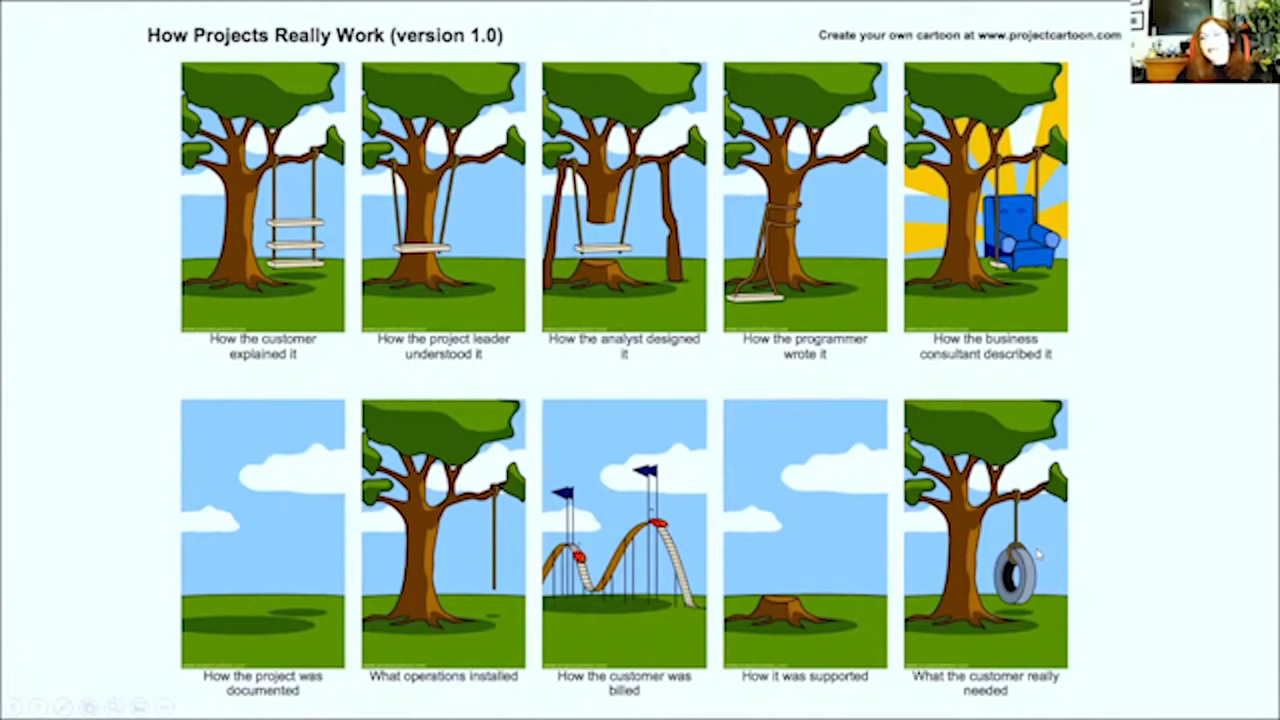 How Projects Really Work (version 1.0)
Create your own cartoon at www.projectcartoon.com
How the customer
explained it
How the project leader
understood it
How the analyst designed
it
How the programmer
wrote it
How the business
consultant described it
How the project was
documented
What operations installed
How the customer was
billed
How it was supported
What the customer really
needed